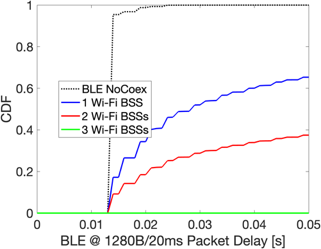 1
0.8
0.6
0.4
0.2
0
CDF
BLE NoCoex
1 Wi-Fi BSS
2 Wi-Fi BSSs
3 Wi-Fi BSSs
0 0.01 0.02 0.03 0.04 0.05
BLE @ 1280B/20ms Packet Delay [s]